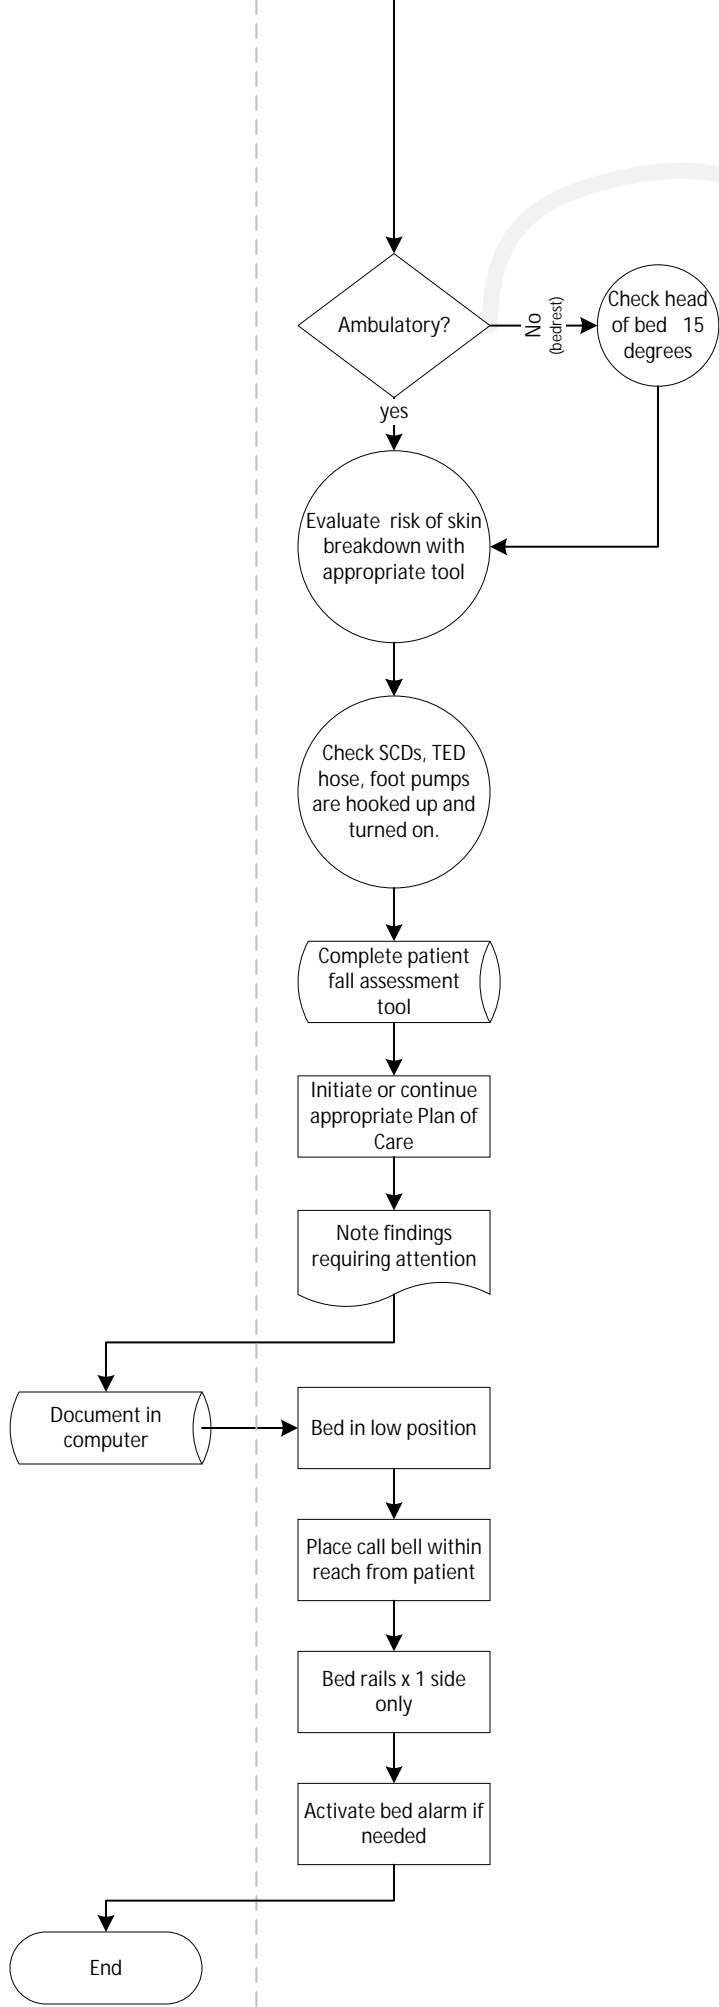 Ambulatory?
No
(bedrest)
Check head
of bed 15
degrees
yes
Evaluate risk of skin
breakdown with
appropriate tool
Check SCDs, TED
hose, foot pumps
are hooked up and
turned on.
Complete patient
fall assessment
tool
Initiate or continue
appropriate Plan of
Care
Note findings
requiring attention
Document in
computer
Bed in low position
Place call bell within
reach from patient
Bed rails x 1 side
only
Activate bed alarm if
needed
End